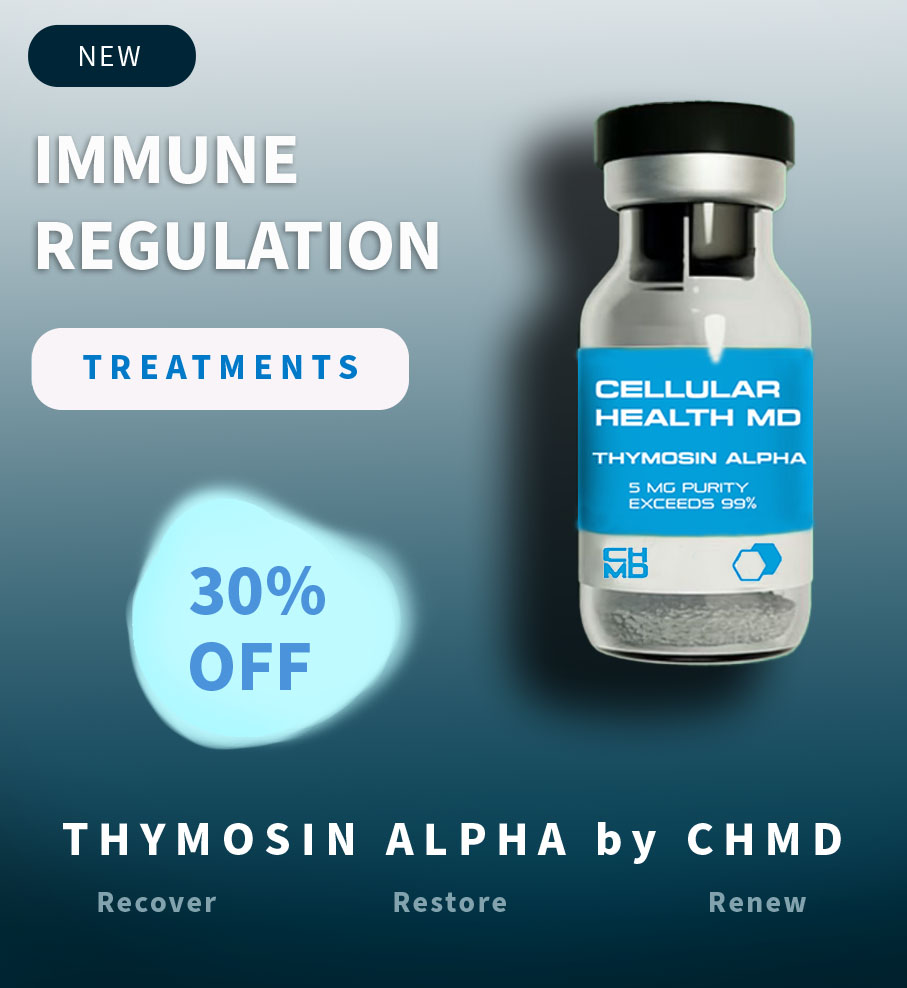 NEW
IMMUNE
REGULATION
TREATMENTS
CELLULAR
HEALTH MD
THYMOSIN ALPHA
5 MG PURITY
EXCEEDS 99%
CH
MD
30%
OFF
THYMOSIN ALPHA by CHMD
Recover Restore Renew